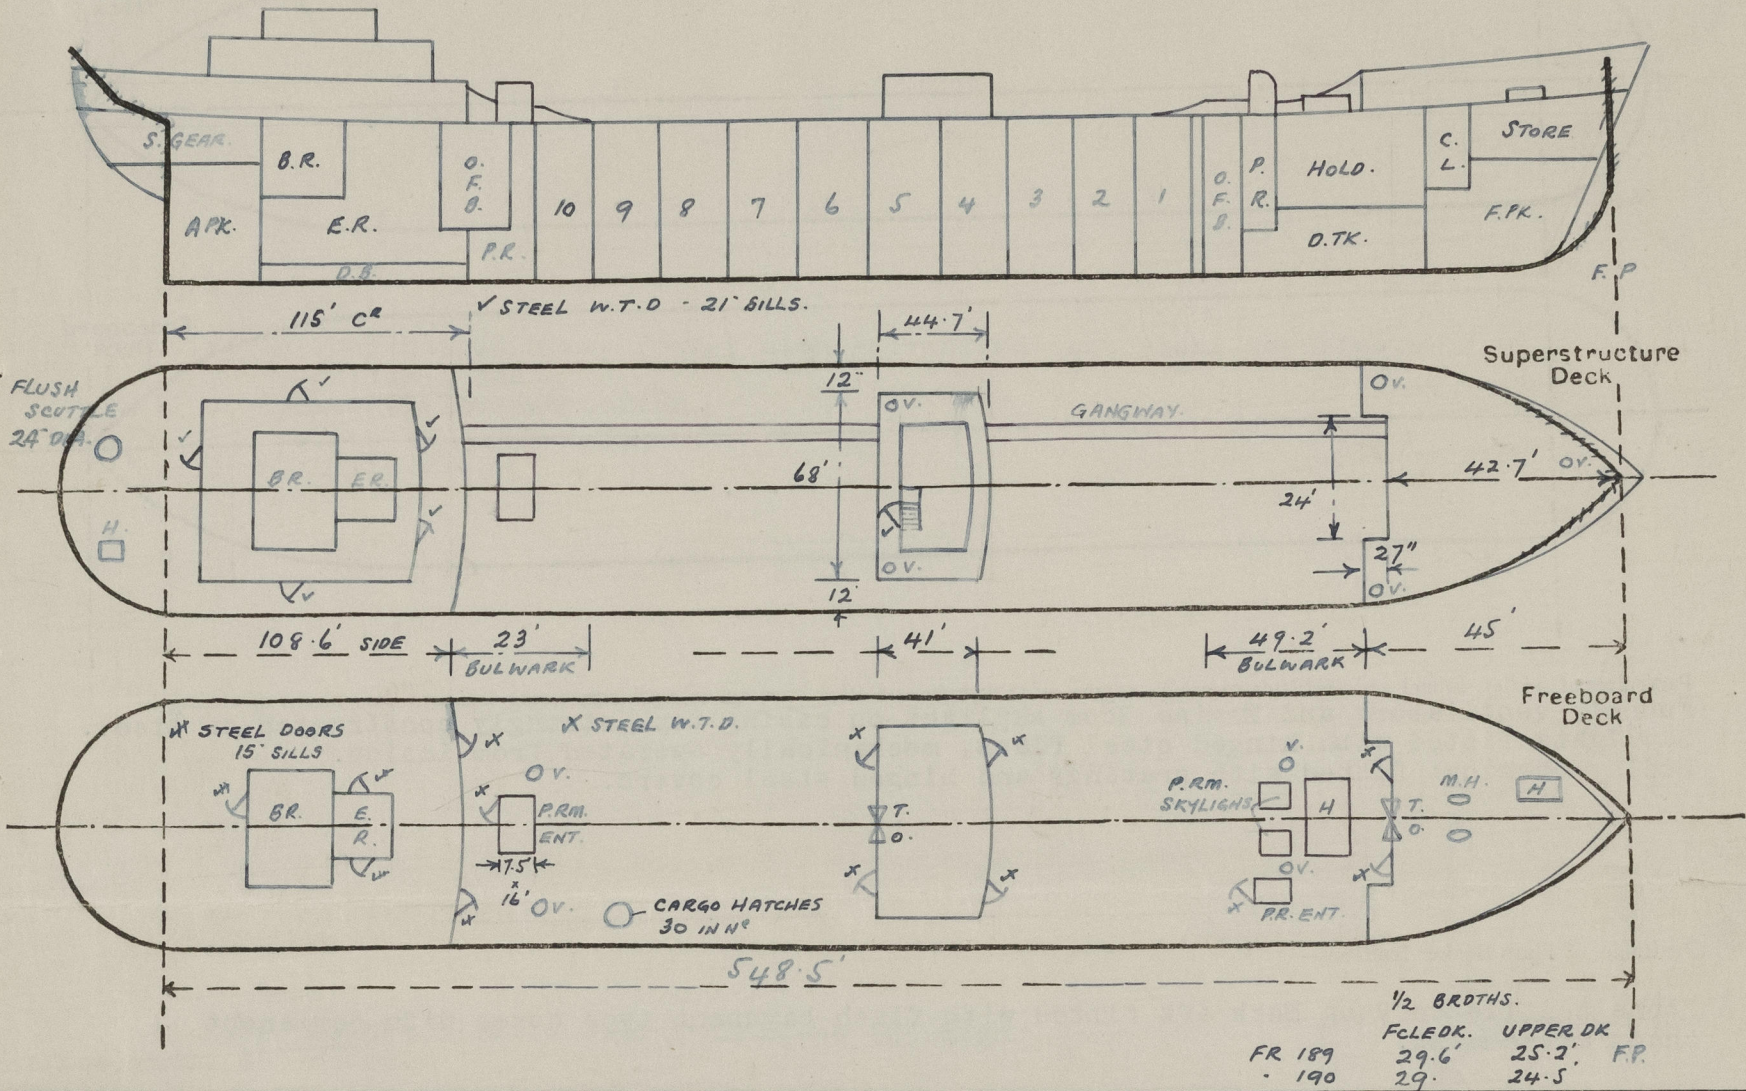 S. GEAR.
B.R.
O.
F.
B.
A PK.
E.R.
D.B.
P.R.
10 9 8 7 6 5 4 3 2 1
O.
F.
B.
P.
R.
HOLD.
D.TK.
C.
L.
STORE
F.PK.
F.P
✓ STEEL W.T.D - 21" SILLS.
115' CR
44.7'
Superstructure
Deck
FLUSH
SCUTTLE
24" DIA.
H.
BR.
E.R.
12'
68'
12'
OV.
OV.
GANGWAY.
24'
27"
OV.
OV.
OV.
42.7'
108.6' SIDE
23'
BULWARK
41'
49.2'
BULWARK
45'
Freeboard
Deck
X STEEL DOORS
15" SILLS
X STEEL W.T.D.
BR.
E.
R.
OV.
P.RM.
ENT.
7.5'
x
16'
OV.
CARGO HATCHES
30 IN Nº
T.
O.
P.RM.
SKYLIGHS
V.
O
H
OV.
P.R. ENT.
T.
O.
M.H.
H
548.5'
1/2 BRDTHS.
FCLE DK. UPPER DK
FR 189 29.6' 25.2'
" 190 29. 24.5'
F.P.